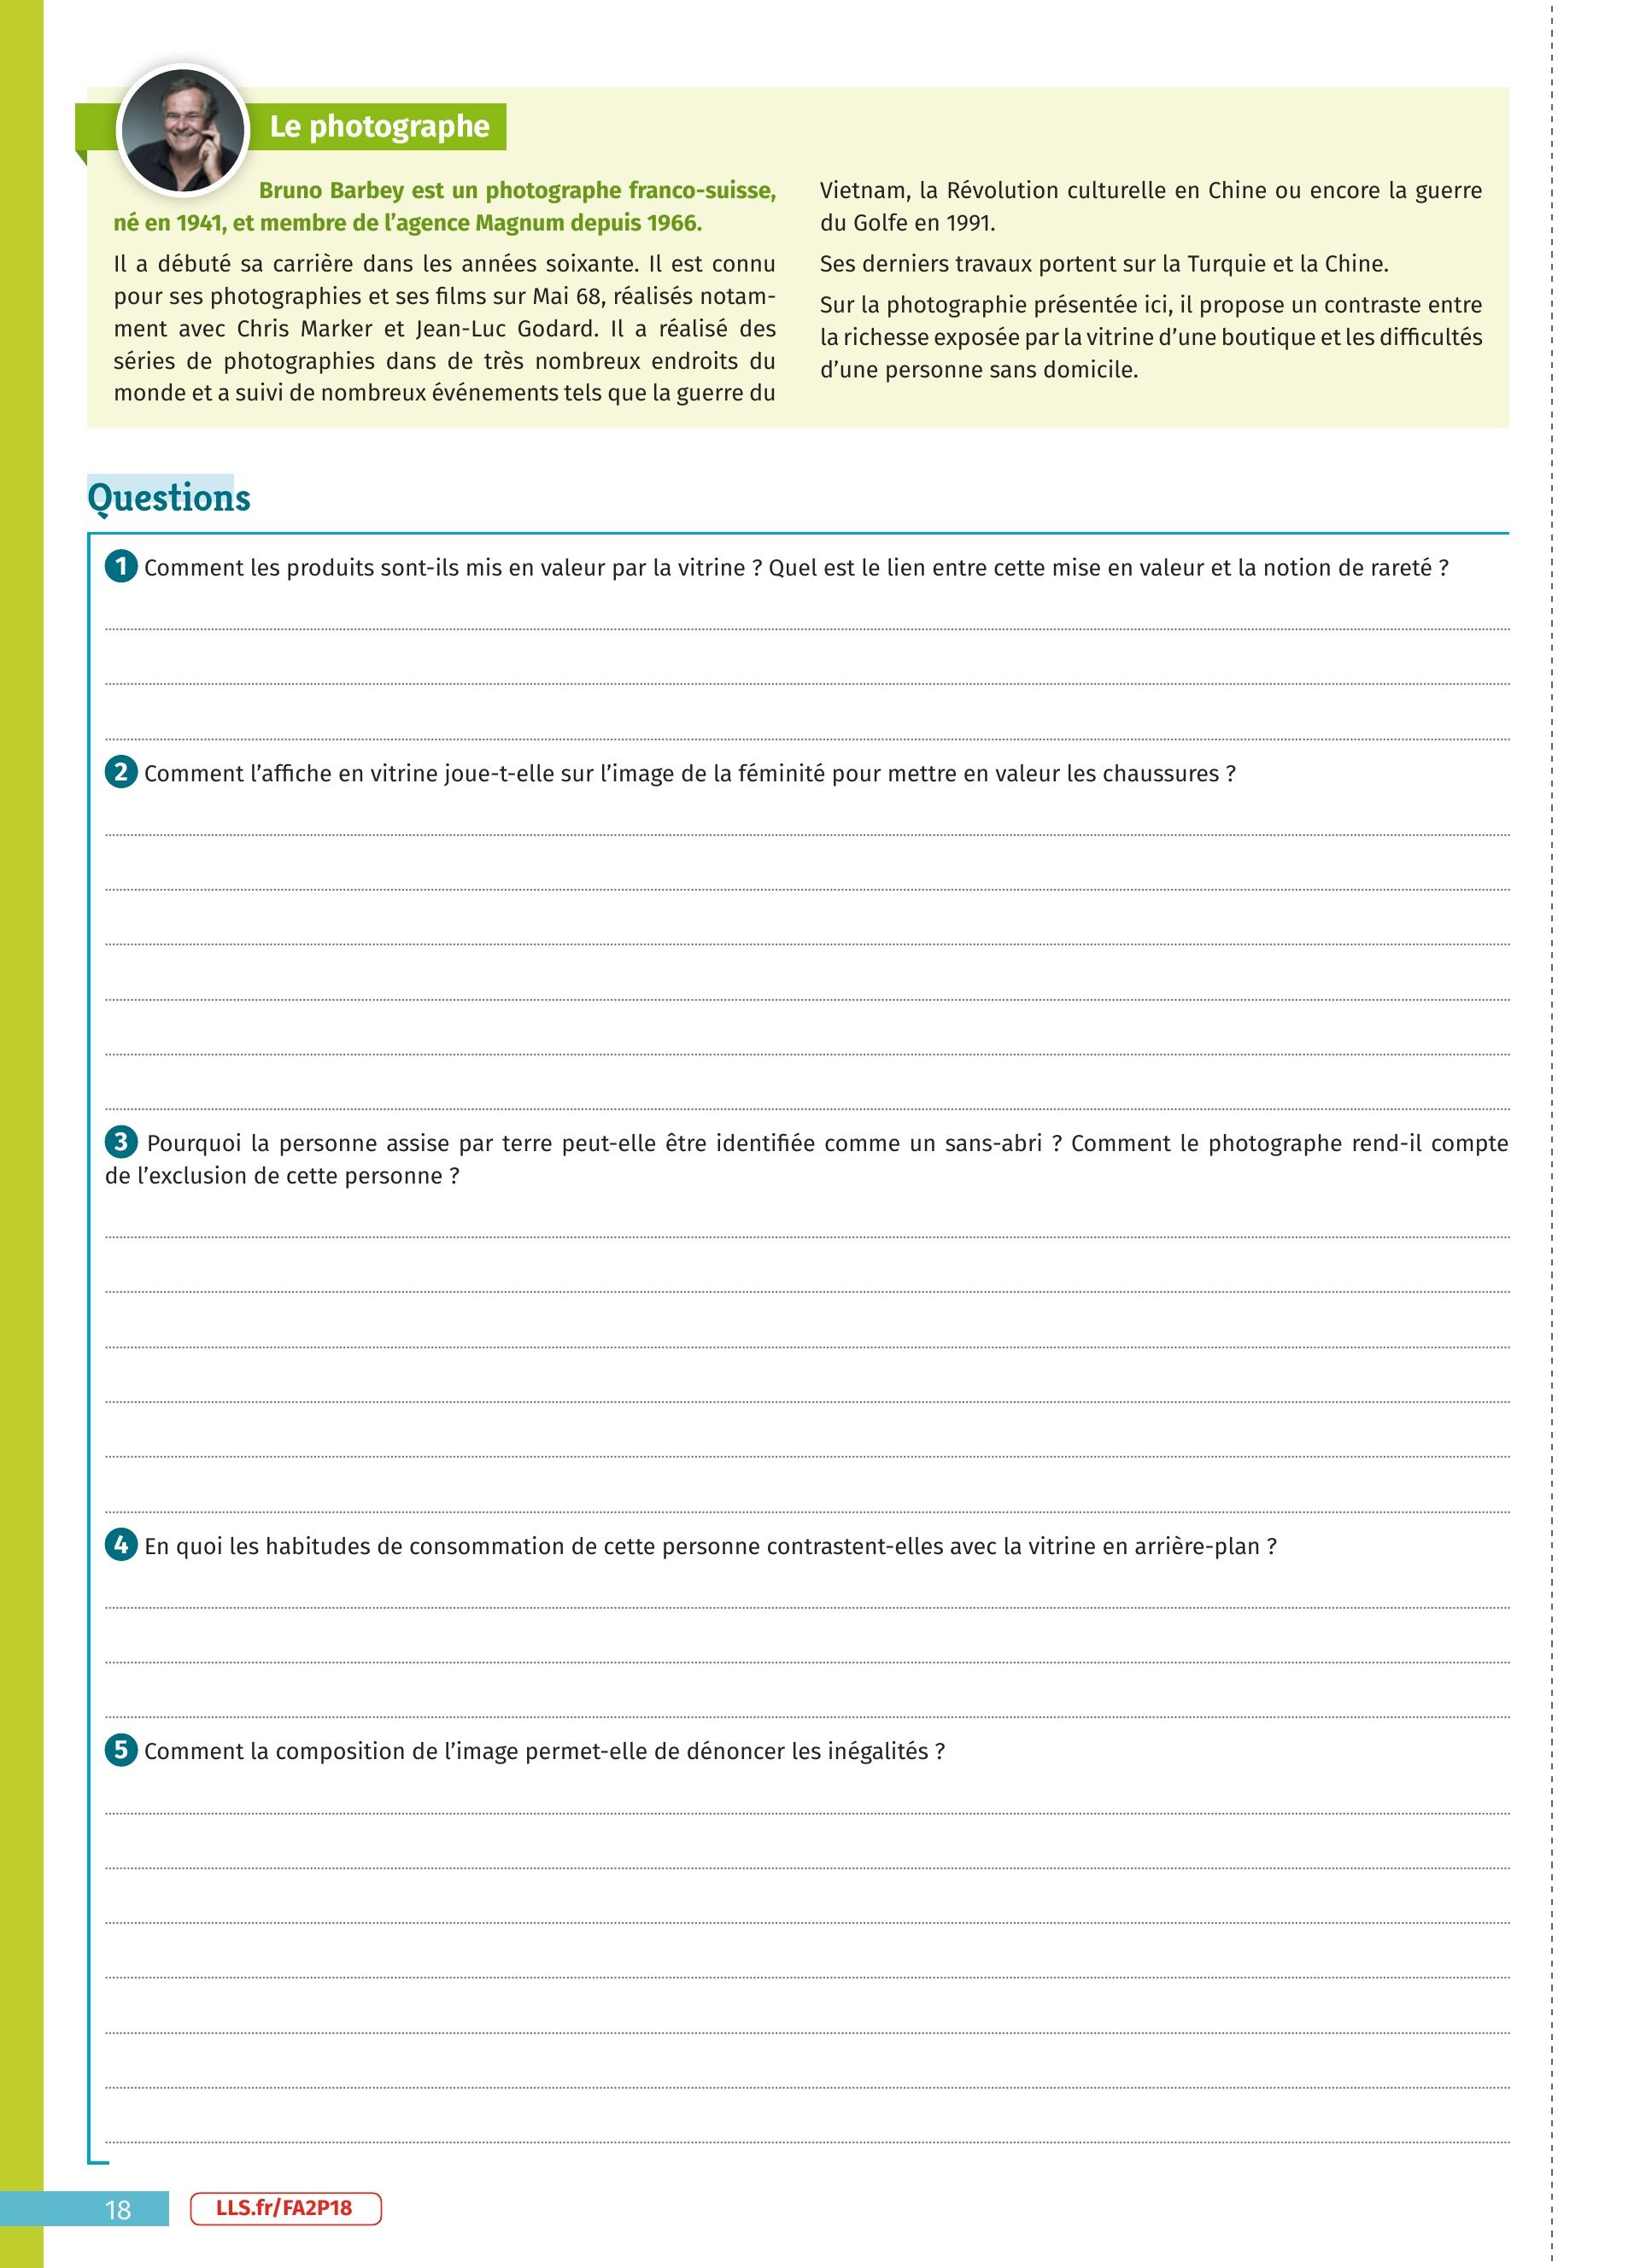 Le photographe
Bruno Barbey est un photographe franco-suisse,
né en 1941, et membre de l’agence Magnum depuis 1966.
Il a débuté sa carrière dans les années soixante. Il est connu
pour ses photographies et ses films sur Mai 68, réalisés notam-
ment avec Chris Marker et Jean-Luc Godard. Il a réalisé des
séries de photographies dans de très nombreux endroits du
monde et a suivi de nombreux événements tels que la guerre du
Vietnam, la Révolution culturelle en Chine ou encore la guerre
du Golfe en 1991.
Ses derniers travaux portent sur la Turquie et la Chine.
Sur la photographie présentée ici, il propose un contraste entre
la richesse exposée par la vitrine d’une boutique et les difficultés
d’une personne sans domicile.
Questions
1 Comment les produits sont-ils mis en valeur par la vitrine ? Quel est le lien entre cette mise en valeur et la notion de rareté ?
2 Comment l’affiche en vitrine joue-t-elle sur l’image de la féminité pour mettre en valeur les chaussures ?
3 Pourquoi la personne assise par terre peut-elle être identifiée comme un sans-abri ? Comment le photographe rend-il compte
de l’exclusion de cette personne ?
4 En quoi les habitudes de consommation de cette personne contrastent-elles avec la vitrine en arrière-plan ?
5 Comment la composition de l’image permet-elle de dénoncer les inégalités ?
18
LLS.fr/FA2P18